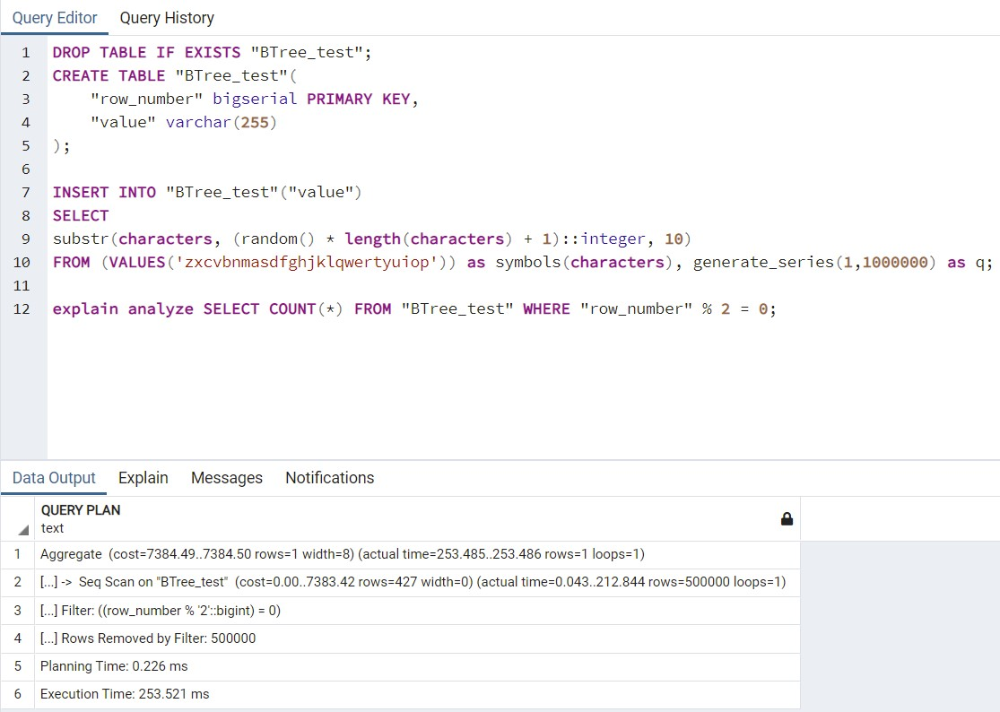 Query Editor Query History
1 DROP TABLE IF EXISTS "BTree_test";
2 CREATE TABLE "BTree_test"(
3     "row_number" bigserial PRIMARY KEY,
4     "value" varchar(255)
5 );
6
7 INSERT INTO "BTree_test"("value")
8 SELECT
9 substr(characters, (random() * length(characters) + 1)::integer, 10)
10 FROM (VALUES('zxcvbnmasdfghjklqwertyuiop')) as symbols(characters), generate_series(1,1000000) as q;
11
12 explain analyze SELECT COUNT(*) FROM "BTree_test" WHERE "row_number" % 2 = 0;
Data Output Explain Messages Notifications
QUERY PLAN
text
1 Aggregate (cost=7384.49..7384.50 rows=1 width=8) (actual time=253.485..253.486 rows=1 loops=1)
2 [...] -> Seq Scan on "BTree_test" (cost=0.00..7383.42 rows=427 width=0) (actual time=0.043..212.844 rows=500000 loops=1)
3 [...] Filter: ((row_number % '2'::bigint) = 0)
4 [...] Rows Removed by Filter: 500000
5 Planning Time: 0.226 ms
6 Execution Time: 253.521 ms